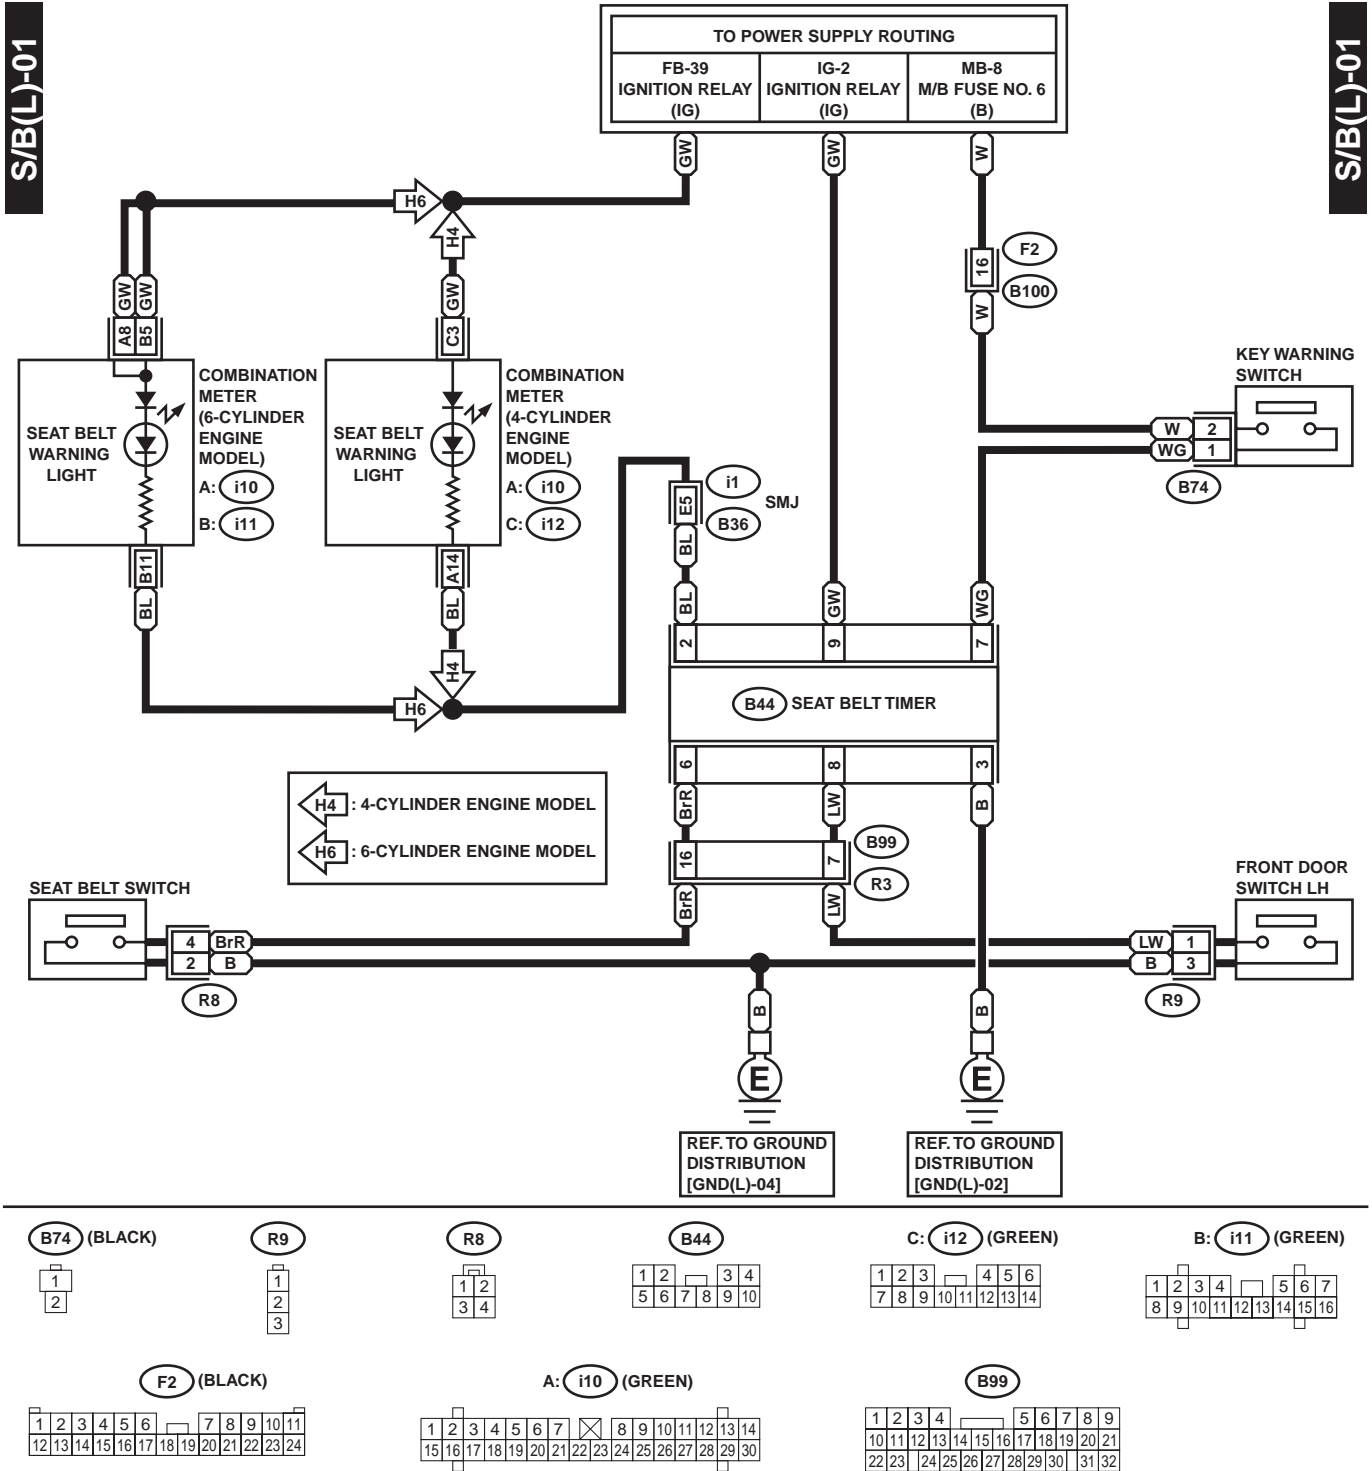 S/B(L)-01
S/B(L)-01
TO POWER SUPPLY ROUTING
FB-39
IGNITION RELAY
(IG)
IG-2
IGNITION RELAY
(IG)
MB-8
M/B FUSE NO. 6
(B)
GW
GW
W
H6
H4
F2
16
B100
W
GW
GW
GW
A8
B5
C3
KEY WARNING
SWITCH
W
2
WG
1
B74
SEAT BELT
WARNING
LIGHT
COMBINATION
METER
(6-CYLINDER
ENGINE
MODEL)
A: i10
B: i11
SEAT BELT
WARNING
LIGHT
COMBINATION
METER
(4-CYLINDER
ENGINE
MODEL)
A: i10
C: i12
i1
E5
SMJ
B36
BL
B11
A14
BL
BL
BL
GW
WG
2
9
7
H4
H6
B44 SEAT BELT TIMER
6
8
3
H4 : 4-CYLINDER ENGINE MODEL
H6 : 6-CYLINDER ENGINE MODEL
BrR
LW
B
16
7
B99
R3
BrR
LW
SEAT BELT SWITCH
4
BrR
2
B
R8
FRONT DOOR
SWITCH LH
LW
1
B
3
R9
B
B
E
E
REF. TO GROUND
DISTRIBUTION
[GND(L)-04]
REF. TO GROUND
DISTRIBUTION
[GND(L)-02]
B74 (BLACK)
1
2
R9
1
2
3
R8
1 2
3 4
B44
1 2 3 4
5 6 7 8 9 10
C: i12 (GREEN)
1 2 3 4 5 6
7 8 9 10 11 12 13 14
B: i11 (GREEN)
1 2 3 4 5 6 7
8 9 10 11 12 13 14 15 16
F2 (BLACK)
1 2 3 4 5 6 7 8 9 10 11
12 13 14 15 16 17 18 19 20 21 22 23 24
A: i10 (GREEN)
1 2 3 4 5 6 7 8 9 10 11 12 13 14
15 16 17 18 19 20 21 22 23 24 25 26 27 28 29 30
B99
1 2 3 4 5 6 7 8 9
10 11 12 13 14 15 16 17 18 19 20 21
22 23 24 25 26 27 28 29 30 31 32